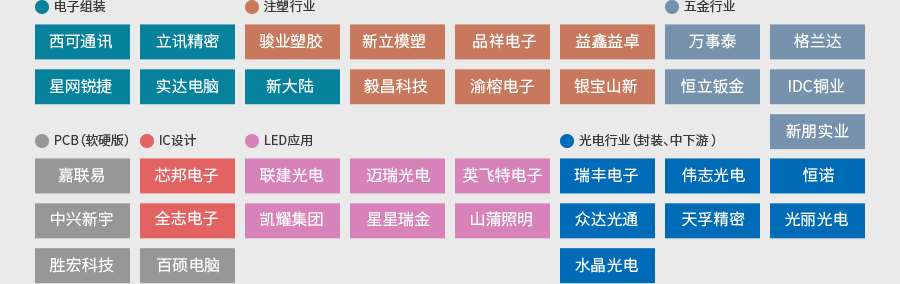 电子组装 注塑行业 五金行业
西可通讯 立讯精密 骏业塑胶 新立模塑 品祥电子 益鑫益卓 万事泰 格兰达
星网锐捷 实达电脑 新大陆 毅昌科技 渝榕电子 银宝山新 恒立钣金 IDC铜业
新朋实业
PCB(软硬版) IC设计 LED应用 光电行业(封装、中下游)
嘉联易 芯邦电子 联建光电 迈瑞光电 英飞特电子 瑞丰电子 伟志光电 恒诺
中兴新宇 全志电子 凯耀集团 星星瑞金 山蒲照明 众达光通 天孚精密 光丽光电
胜宏科技 百硕电脑 水晶光电